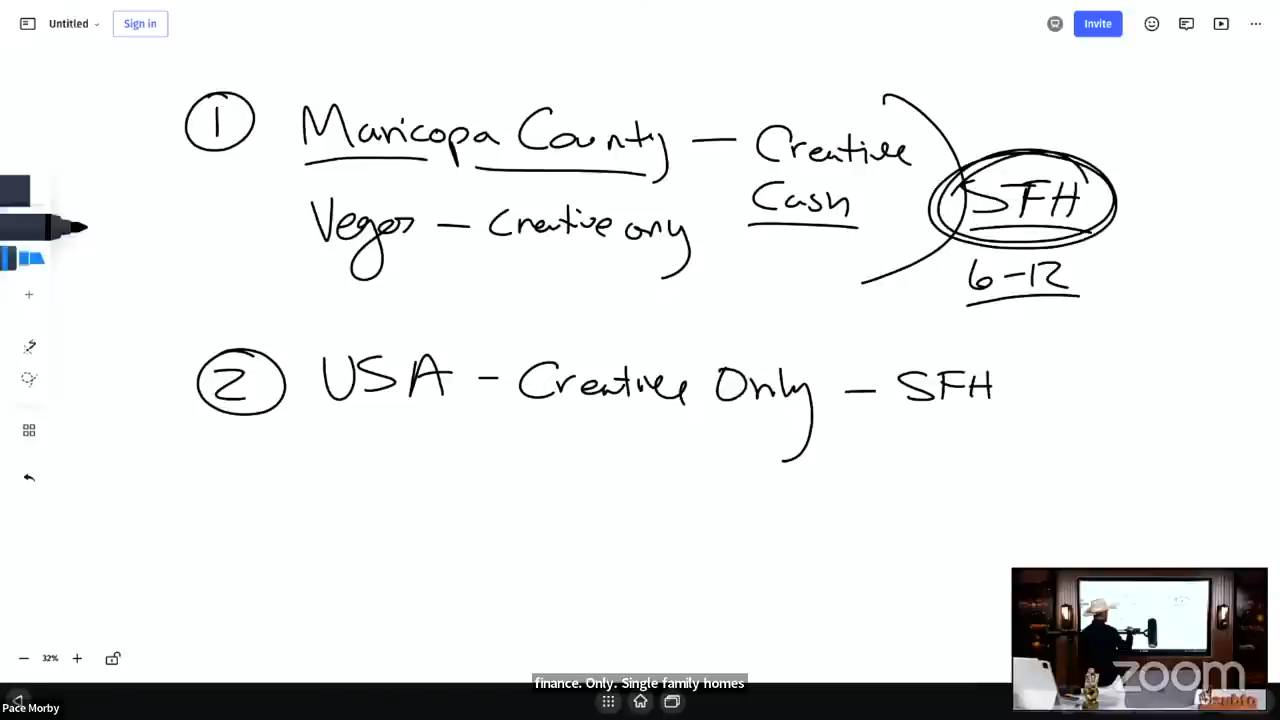 Untitled
Sign in
Invite
1 Maricopa County - Creative
Cash
Vegas - Creative only
SFH
6-12
2 USA - Creative Only - SFH
32%
finance. Only. Single family homes
Pace Morby
zoom